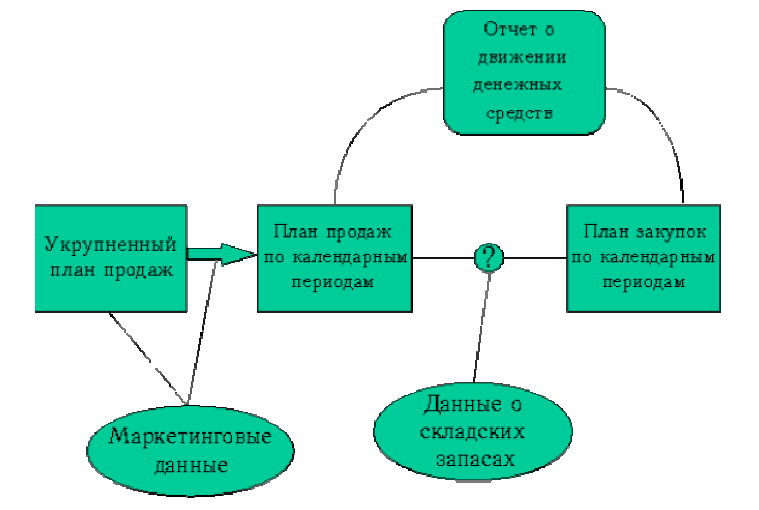 Отчет о
движении
денежных
средств
Укрупненный
план продаж
План продаж
по календарным
периодам
?
План закупок
по календарным
периодам
Маркетинговые
данные
Данные о
складских
запасах